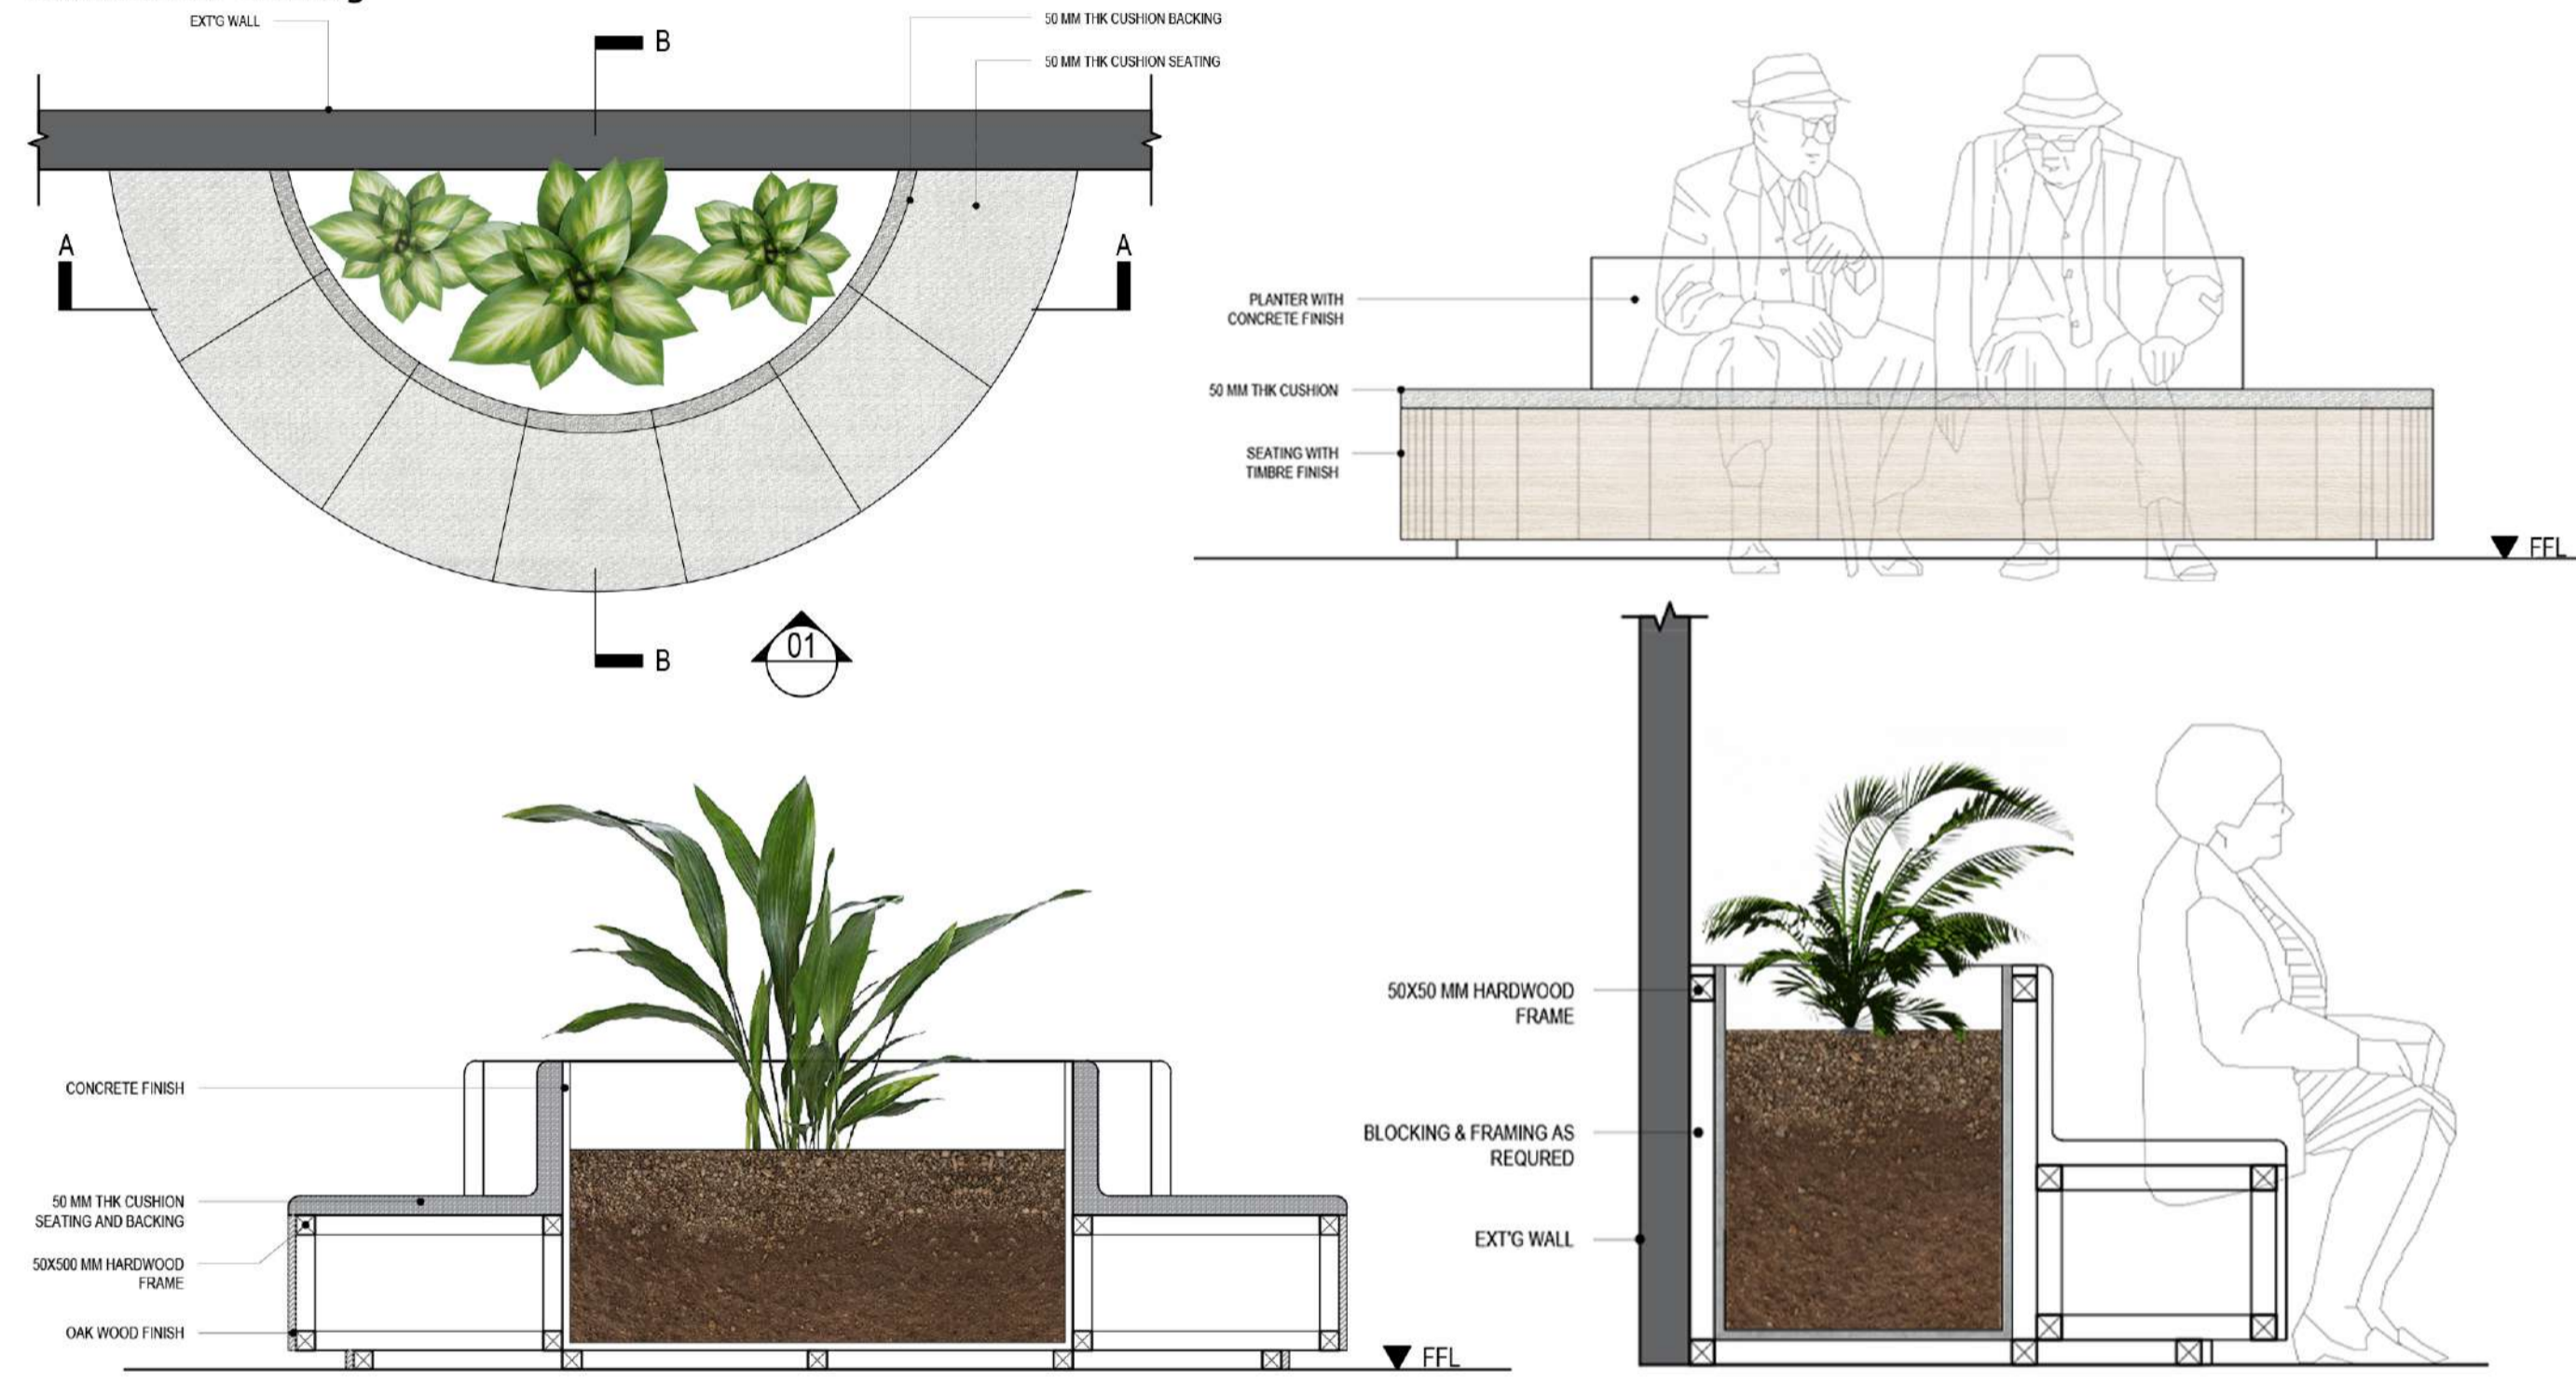 EXT'G WALL
50 MM THK CUSHION BACKING
50 MM THK CUSHION SEATING
B
A
A
B
01
PLANTER WITH
CONCRETE FINISH
50 MM THK CUSHION
SEATING WITH
TIMBRE FINISH
FFL
CONCRETE FINISH
50 MM THK CUSHION
SEATING AND BACKING
50X500 MM HARDWOOD
FRAME
OAK WOOD FINISH
FFL
50X50 MM HARDWOOD
FRAME
BLOCKING & FRAMING AS
REQURED
EXT'G WALL